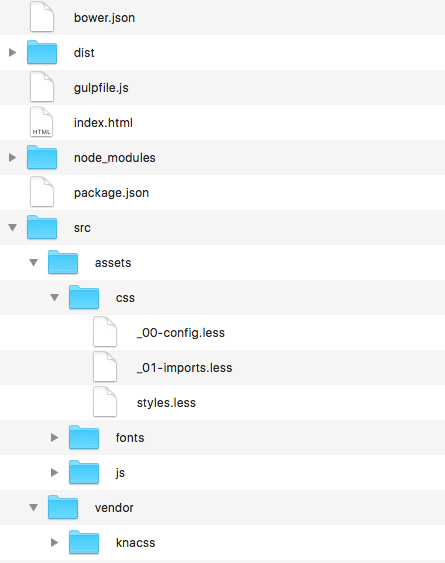 bower.json
dist
gulpfile.js
HTML
index.html
node_modules
package.json
src
assets
css
_00-config.less
_01-imports.less
styles.less
fonts
js
vendor
knacss